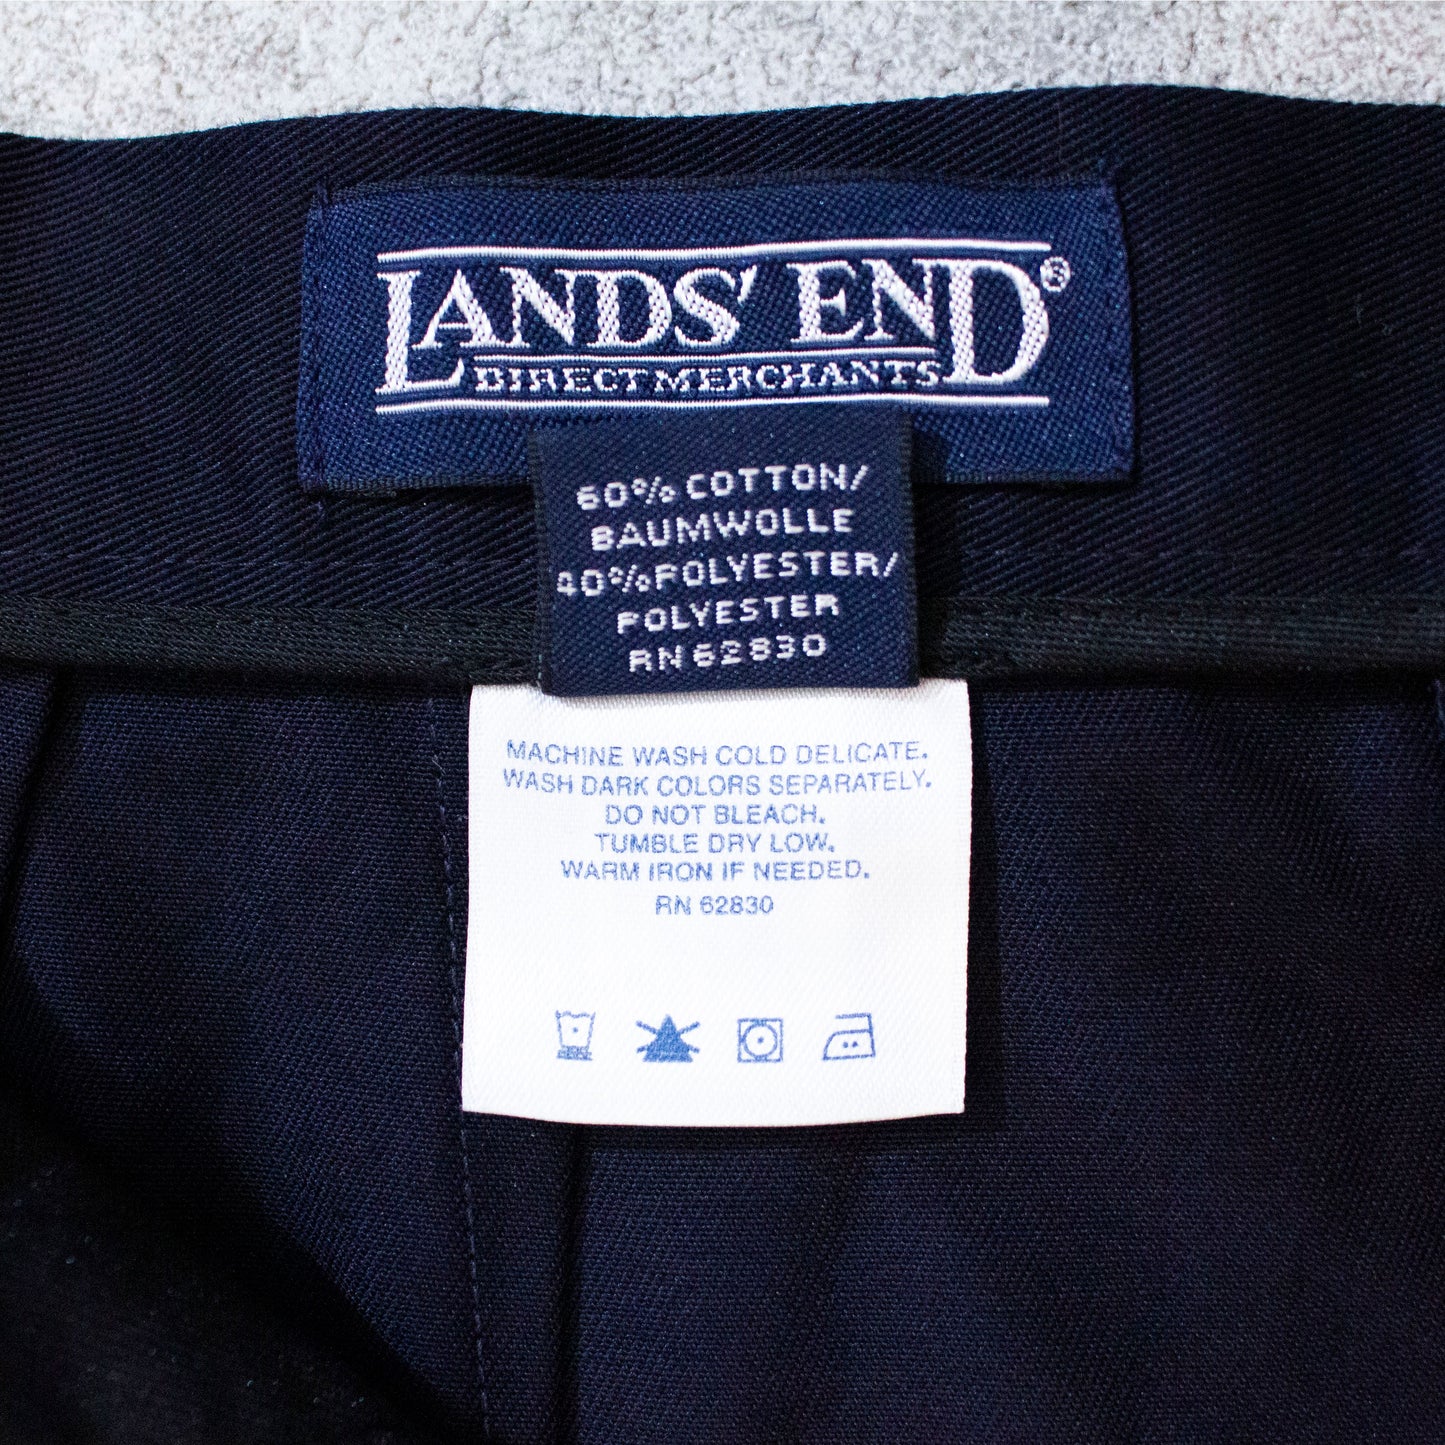 LANDS' END®
DIRECT MERCHANTS
60% COTTON/
BAUMWOLLE
40% POLYESTER/
POLYESTER
RN 62830
MACHINE WASH COLD DELICATE.
WASH DARK COLORS SEPARATELY.
DO NOT BLEACH.
TUMBLE DRY LOW.
WARM IRON IF NEEDED.
RN 62830